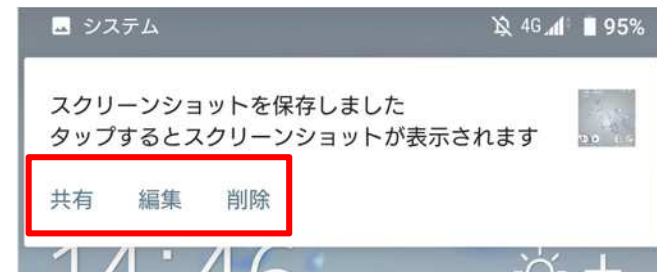 システム 4G 95%
スクリーンショットを保存しました
タップするとスクリーンショットが表示されます
共有 編集 削除
14:46